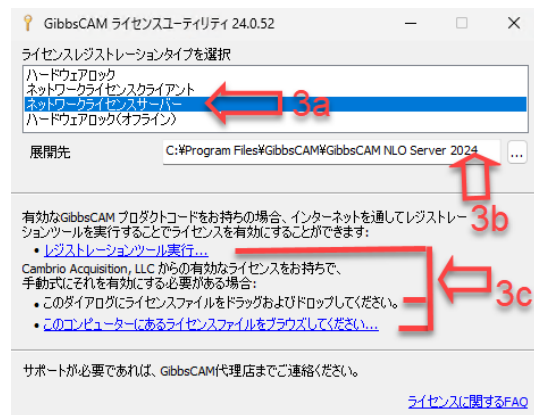 GibbsCAM ライセンスユーティリティ 24.0.52
ライセンスレジストレーションタイプを選択
ハードウェアロック
ネットワークライセンスクライアント
ネットワークライセンスサーバー
3a
ハードウェアロック(オフライン)
展開先
C:¥Program Files¥GibbsCAM¥GibbsCAM NLO Server 2024
...
3b
有効なGibbsCAM プロダクトコードをお持ちの場合、インターネットを通してレジストレー
ションツールを実行することでライセンスを有効にすることができます:
• レジストレーションツール実行...
Cambrio Acquisition, LLC からの有効なライセンスをお持ちで、
手動式にそれを有効にする必要がある場合:
3c
• このダイアログにライセンスファイルをドラッグおよびドロップしてください。
• このコンピューターにあるライセンスファイルをブラウズしてください...
サポートが必要であれば、GibbsCAM代理店までご連絡ください。
ライセンスに関するFAQ